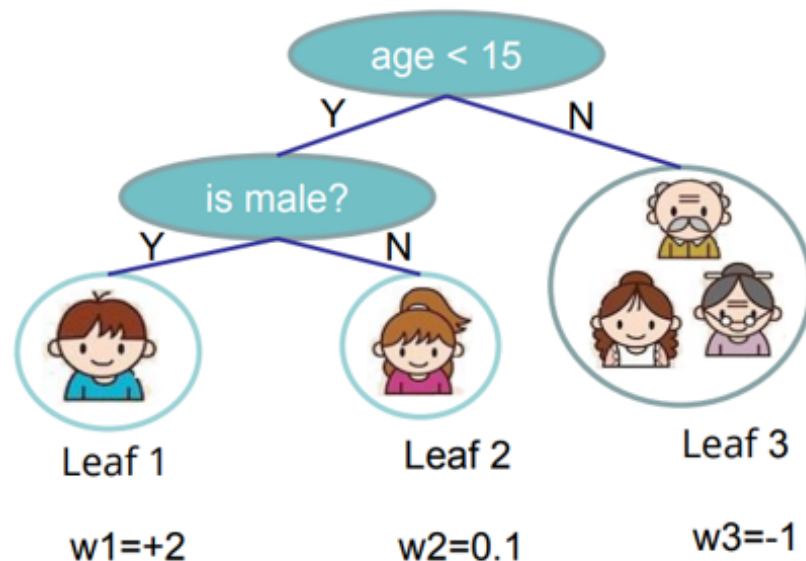 age < 15
Y
N
is male?
Y
N
Leaf 1
Leaf 2
Leaf 3
w1=+2
w2=0.1
w3=-1